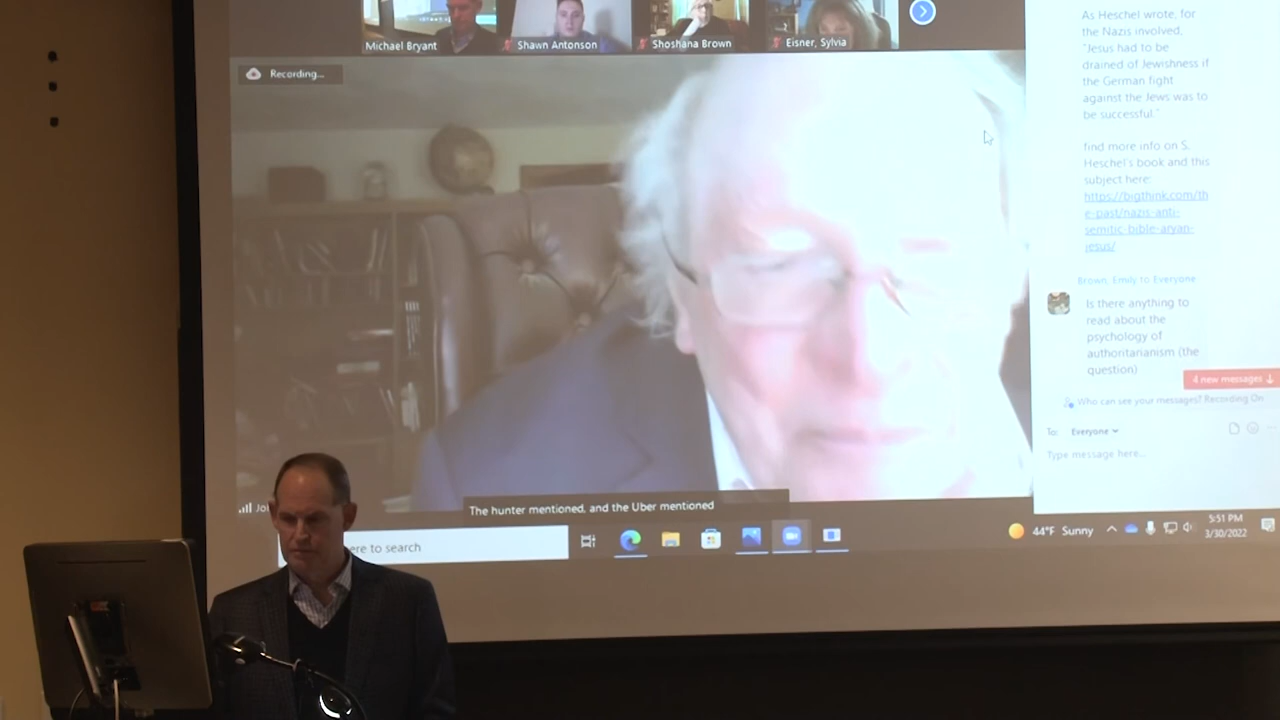 Michael Bryant
Shawn Antonson
Shoshana Brown
Eisner, Sylvia
Recording...
As Heschel wrote, for
the Nazis involved,
"Jesus had to be
drained of Jewishness if
the German fight
against the Jews was to
be successful."
find more info on S.
Heschel's book and this
subject here:
https://bigthink.com/th
e-past/nazis-anti-
semitic-bible-aryan-
jesus/
Brown, Emily to Everyone
Is there anything to
read about the
psychology of
authoritarianism (the
question)
4 new messages
Who can see your messages? Recording On
To: Everyone
Type message here...
The hunter mentioned, and the Uber mentioned
ere to search
44°F Sunny
5:51 PM
3/30/2022